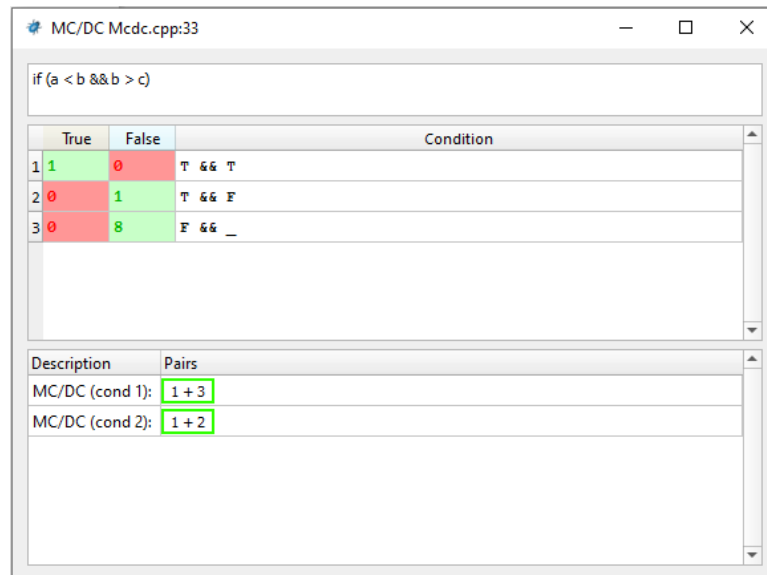 MC/DC Mcdc.cpp:33
if (a < b && b > c)
True False Condition
1 1 0 T && T
2 0 1 T && F
3 0 8 F && _
Description Pairs
MC/DC (cond 1): 1 + 3
MC/DC (cond 2): 1 + 2